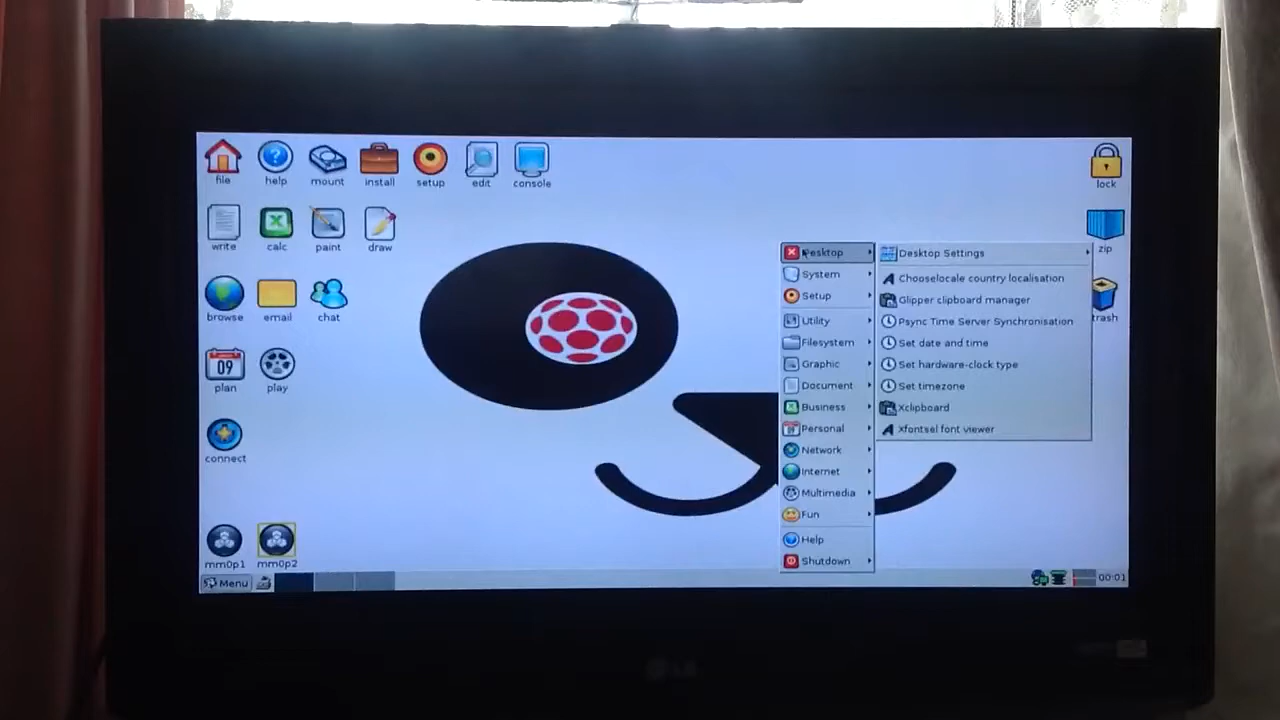 file help mount install setup edit console
lock
write calc paint draw
zip
browse email chat
trash
09
plan play
connect
mm0p1 mm0p2
Menu
00:01
Desktop
System
Setup
Utility
Filesystem
Graphic
Document
Business
Personal
Network
Internet
Multimedia
Fun
Help
Shutdown
Desktop Settings
Chooselocale country localisation
Glipper clipboard manager
Psync Time Server Synchronisation
Set date and time
Set hardware-clock type
Set timezone
Xclipboard
Xfontsel font viewer
LG